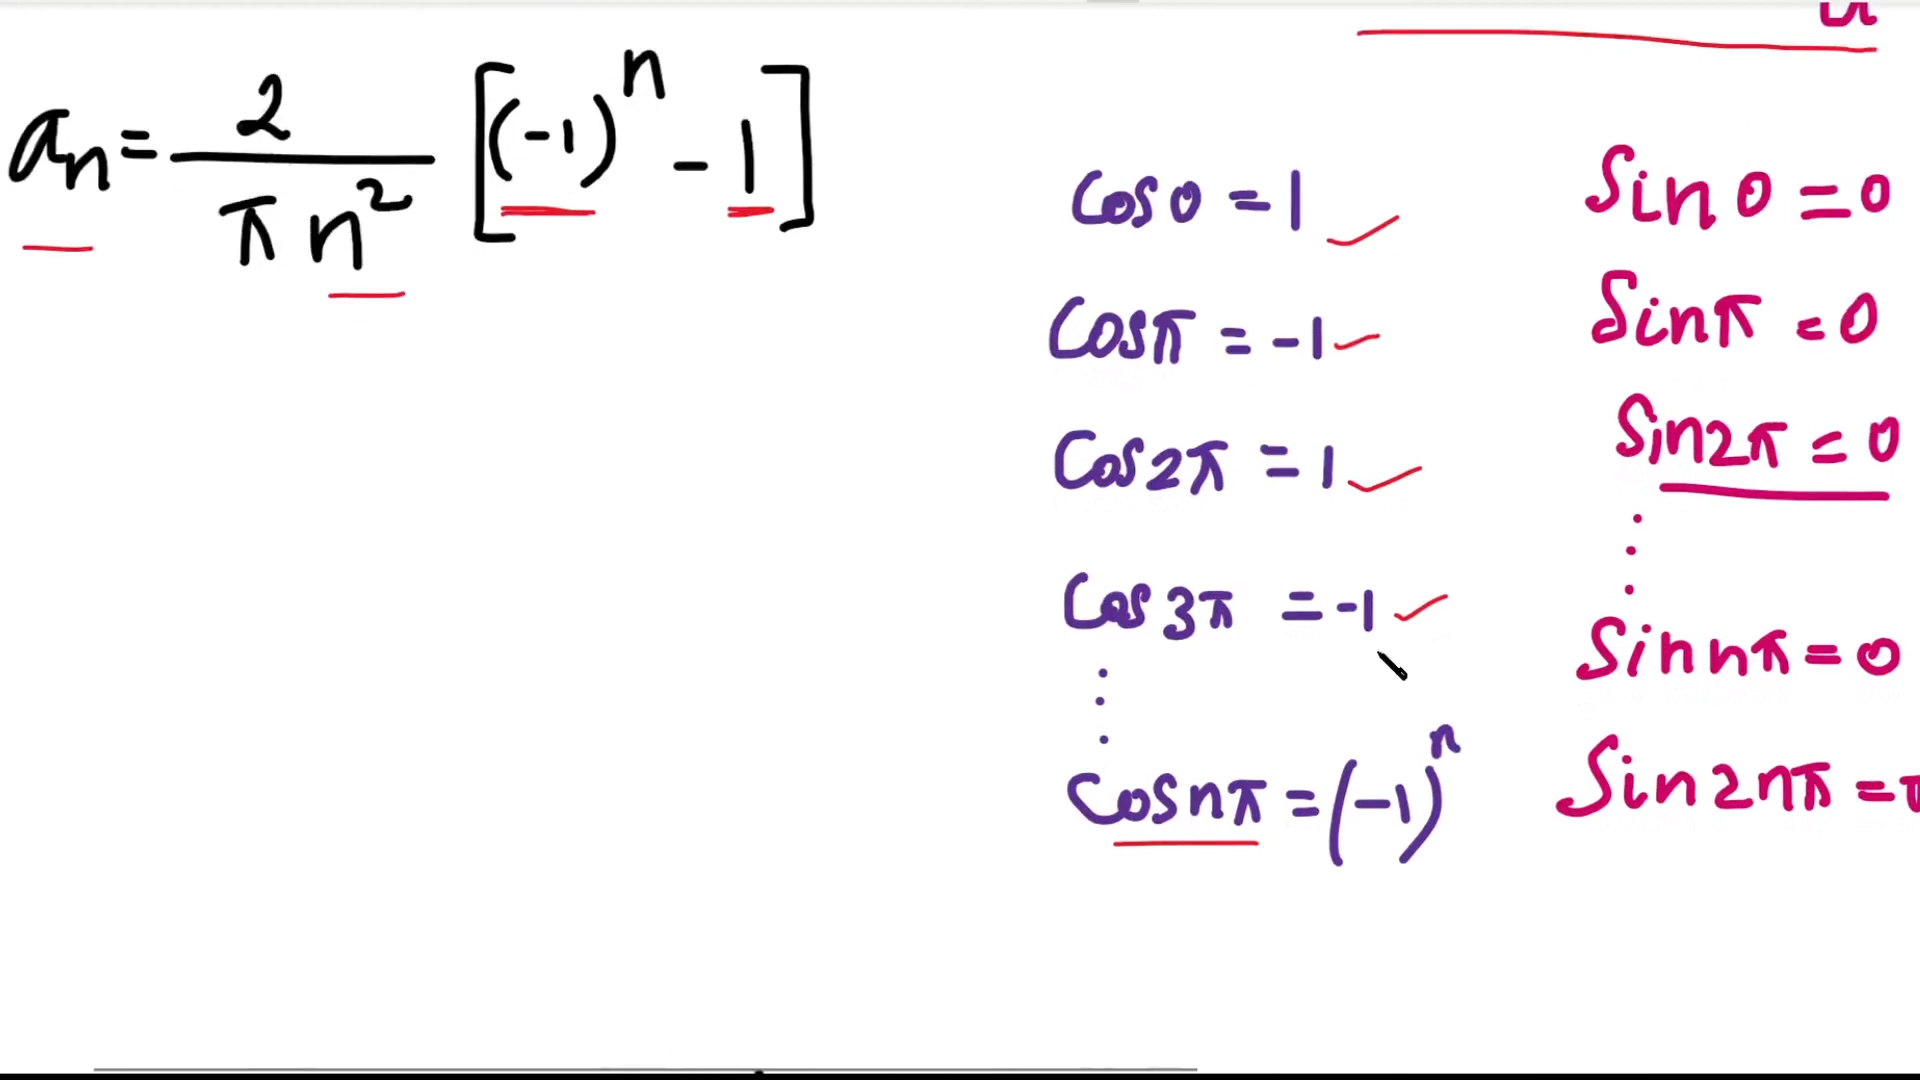 aₙ = 2/(πn²) [(-1)ⁿ - 1]
Cos 0 = 1
Cos π = -1
Cos 2π = 1
Cos 3π = -1
⋮
Cos nπ = (-1)ⁿ
Sin 0 = 0
Sin π = 0
Sin 2π = 0
⋮
Sin nπ = 0
Sin 2nπ =